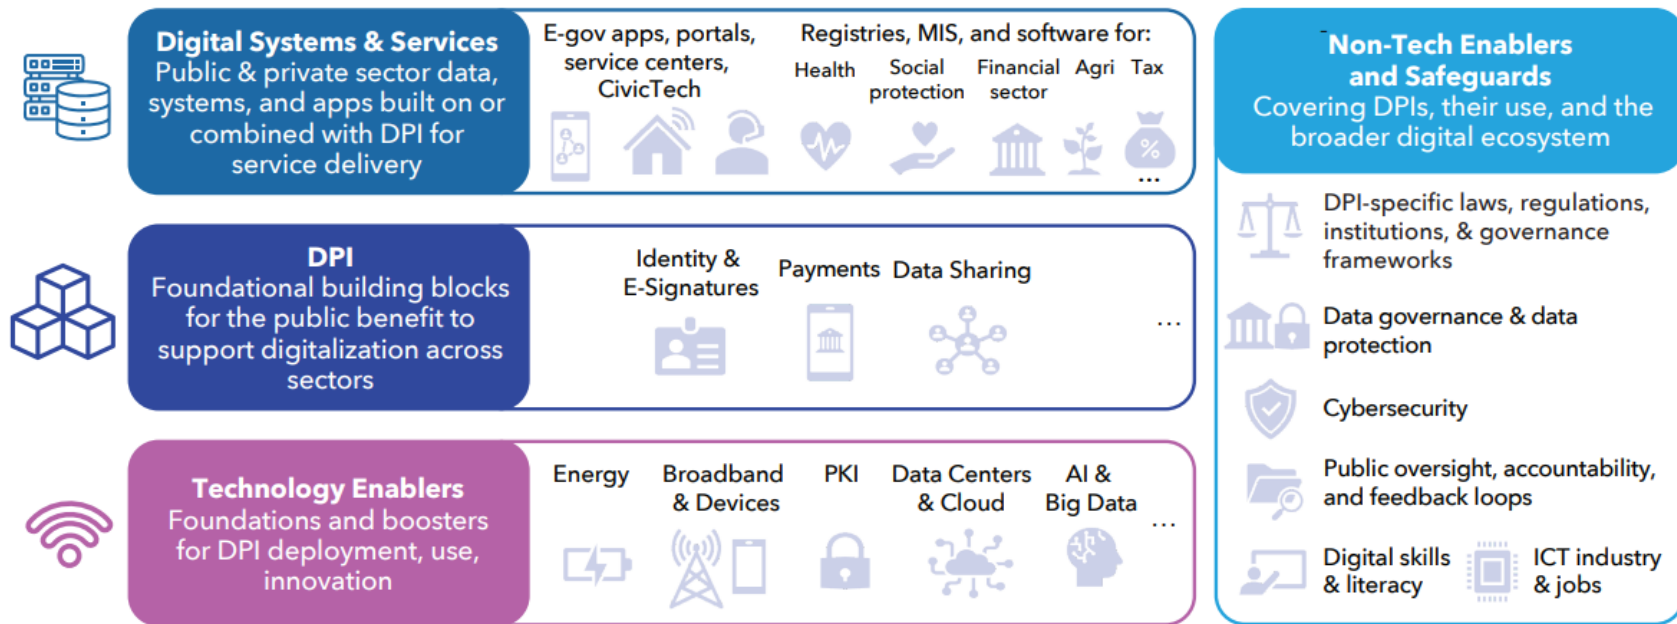 Digital Systems & Services
Public & private sector data,
systems, and apps built on or
combined with DPI for
service delivery
E-gov apps, portals,
service centers,
CivicTech
Registries, MIS, and software for:
Health
Social
protection
Financial
sector
Agri
Tax
%
...
DPI
Foundational building blocks
for the public benefit to
support digitalization across
sectors
Identity &
E-Signatures
Payments
Data Sharing
...
Technology Enablers
Foundations and boosters
for DPI deployment, use,
innovation
Energy
Broadband
& Devices
PKI
Data Centers
& Cloud
AI &
Big Data
...
Non-Tech Enablers
and Safeguards
Covering DPIs, their use, and the
broader digital ecosystem
DPI-specific laws, regulations,
institutions, & governance
frameworks
Data governance & data
protection
Cybersecurity
Public oversight, accountability,
and feedback loops
Digital skills
& literacy
ICT industry
& jobs